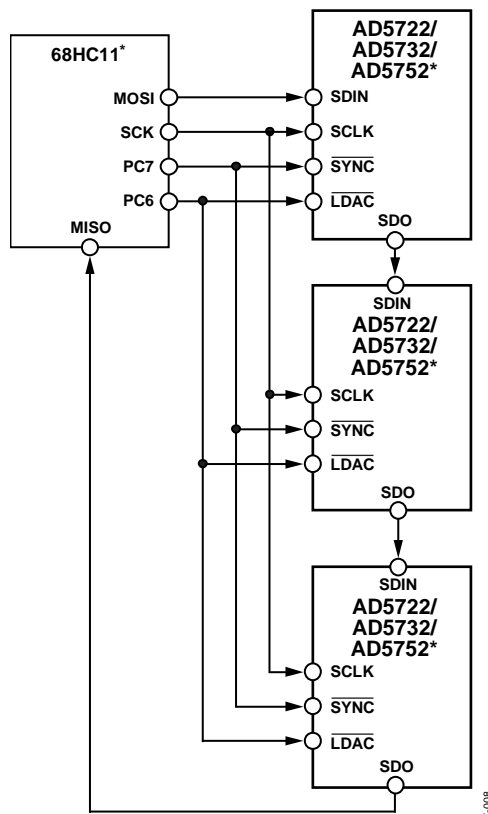 68HC11*
MOSI
SCK
PC7
PC6
MISO
AD5722/
AD5732/
AD5752*
SDIN
SCLK
SYNC
LDAC
SDO
SDIN
AD5722/
AD5732/
AD5752*
SCLK
SYNC
LDAC
SDO
SDIN
AD5722/
AD5732/
AD5752*
SCLK
SYNC
LDAC
SDO